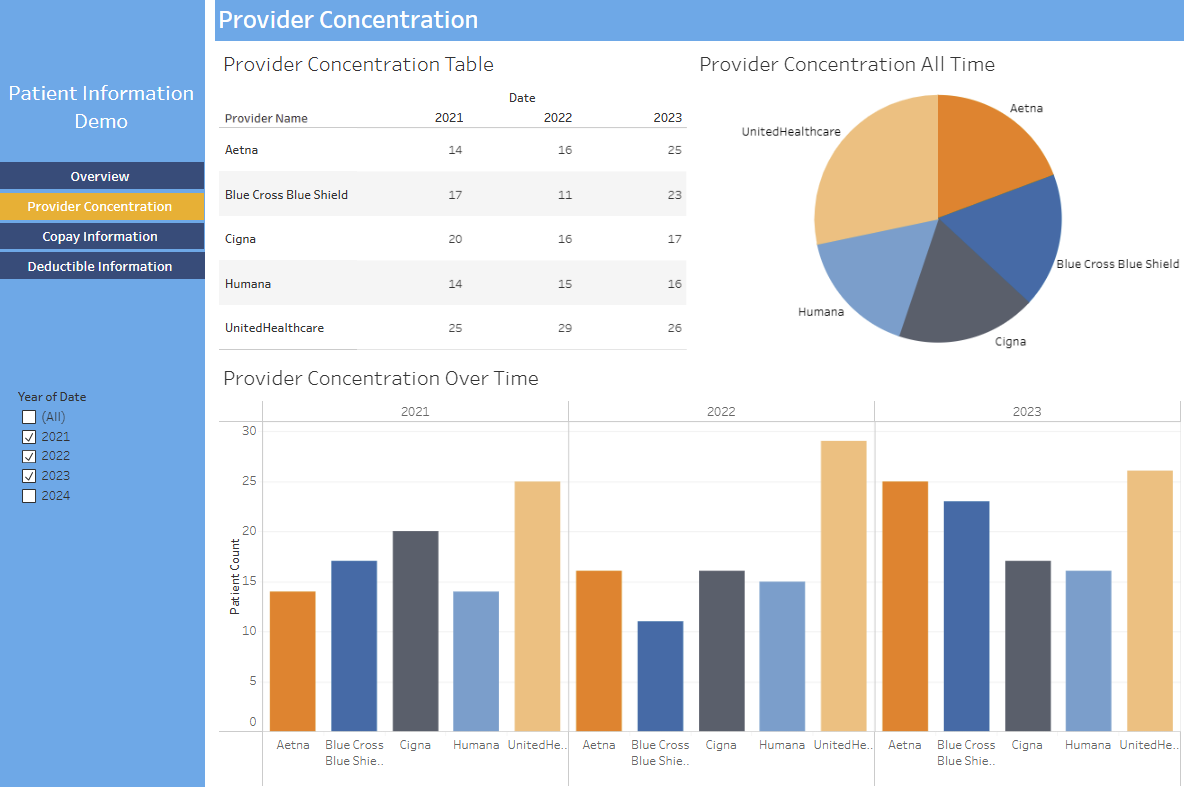 Provider Concentration
Patient Information
Demo
Overview
Provider Concentration
Copay Information
Deductible Information
Year of Date
(All)
2021
2022
2023
2024
Provider Concentration Table
Date
Provider Name 2021 2022 2023
Aetna 14 16 25
Blue Cross Blue Shield 17 11 23
Cigna 20 16 17
Humana 14 15 16
UnitedHealthcare 25 29 26
Provider Concentration All Time
Aetna
UnitedHealthcare
Blue Cross Blue Shield
Humana
Cigna
Provider Concentration Over Time
2021 2022 2023
Patient Count
30
25
20
15
10
5
0
Aetna Blue Cross Cigna Humana UnitedHe.. Aetna Blue Cross Cigna Humana UnitedHe.. Aetna Blue Cross Cigna Humana UnitedHe..
Blue Shie.. Blue Shie.. Blue Shie..